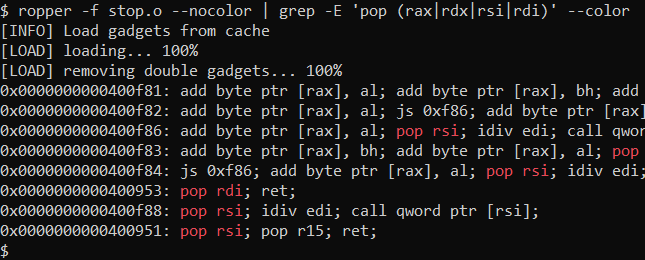 $ ropper -f stop.o --nocolor | grep -E 'pop (rax|rdx|rsi|rdi)' --color
[INFO] Load gadgets from cache
[LOAD] loading... 100%
[LOAD] removing double gadgets... 100%
0x0000000000400f81: add byte ptr [rax], al; add byte ptr [rax], bh; add
0x0000000000400f82: add byte ptr [rax], al; js 0xf86; add byte ptr [rax]
0x0000000000400f86: add byte ptr [rax], al; pop rsi; idiv edi; call qwo
0x0000000000400f83: add byte ptr [rax], bh; add byte ptr [rax], al; pop
0x0000000000400f84: js 0xf86; add byte ptr [rax], al; pop rsi; idiv edi;
0x0000000000400953: pop rdi; ret;
0x0000000000400f88: pop rsi; idiv edi; call qword ptr [rsi];
0x0000000000400951: pop rsi; pop r15; ret;
$